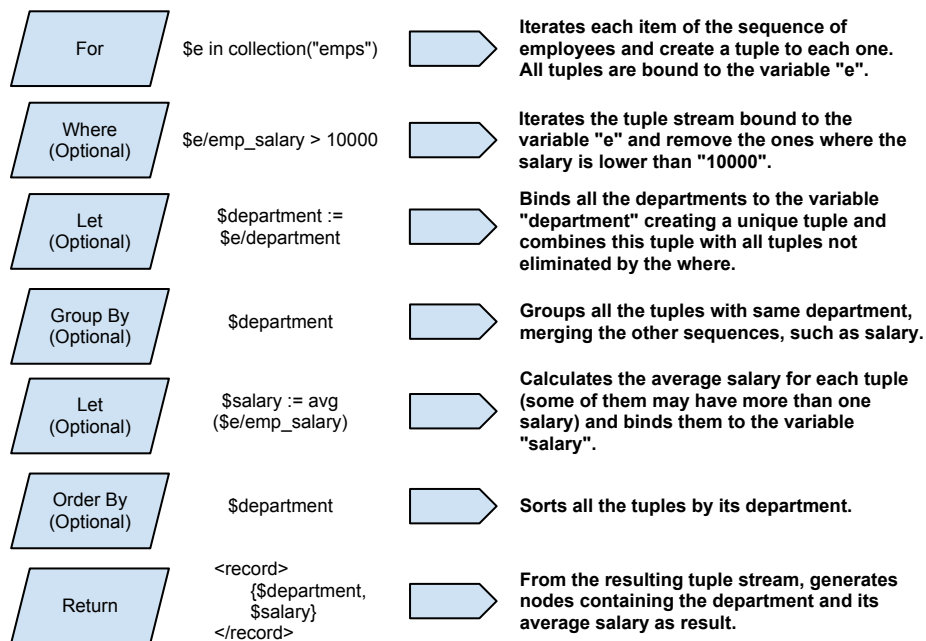 For
$e in collection("emps")
Iterates each item of the sequence of
employees and create a tuple to each one.
All tuples are bound to the variable "e".
Where
(Optional)
$e/emp_salary > 10000
Iterates the tuple stream bound to the
variable "e" and remove the ones where the
salary is lower than "10000".
Let
(Optional)
$department :=
$e/department
Binds all the departments to the variable
"department" creating a unique tuple and
combines this tuple with all tuples not
eliminated by the where.
Group By
(Optional)
$department
Groups all the tuples with same department,
merging the other sequences, such as salary.
Let
(Optional)
$salary := avg
($e/emp_salary)
Calculates the average salary for each tuple
(some of them may have more than one
salary) and binds them to the variable
"salary".
Order By
(Optional)
$department
Sorts all the tuples by its department.
Return
<record>
{$department,
$salary}
</record>
From the resulting tuple stream, generates
nodes containing the department and its
average salary as result.